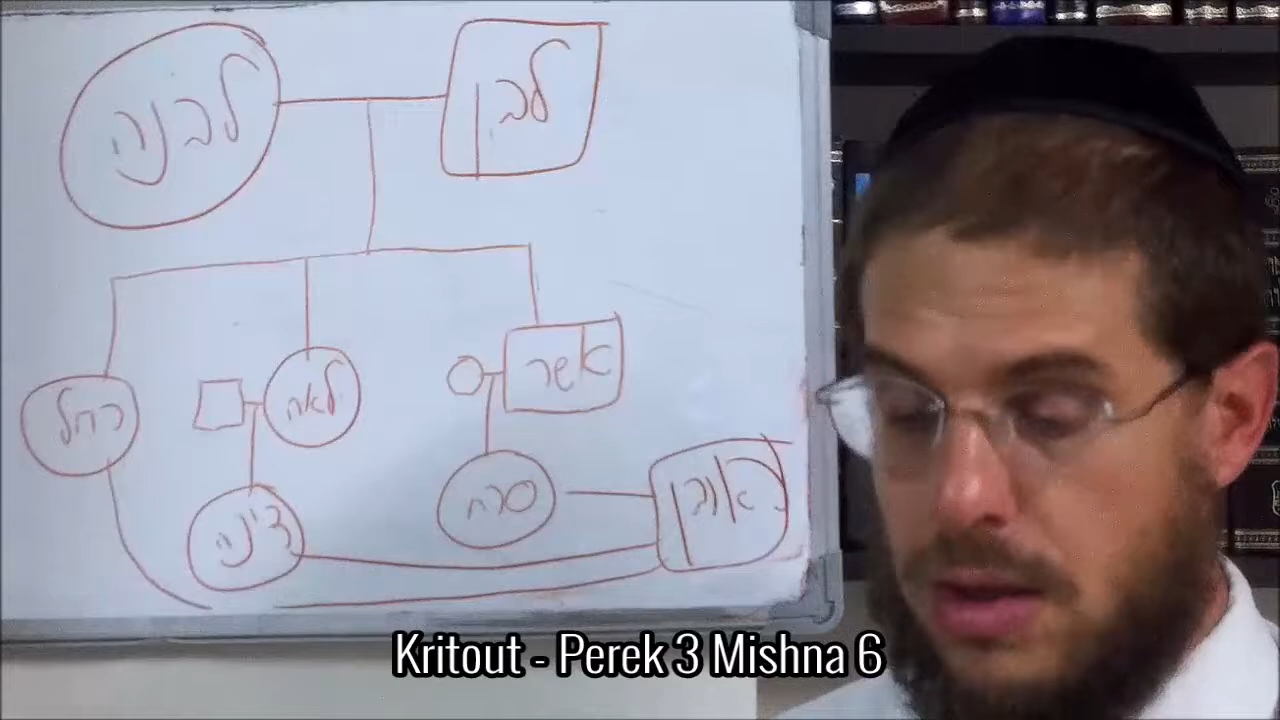 לבן
לבנה
אשר
לאה
רחל
סרח
ראובן
דינה
Kritout - Perek 3 Mishna 6